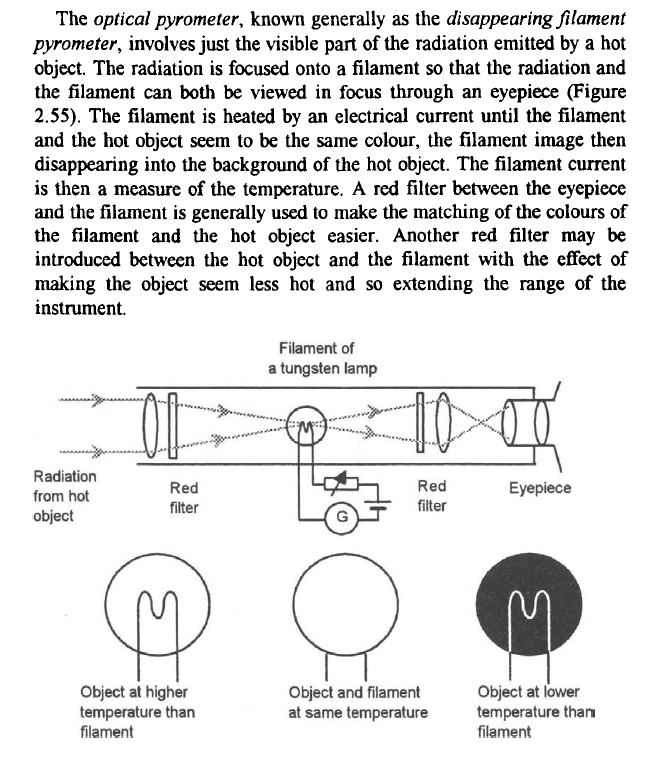 The optical pyrometer, known generally as the disappearing filament
pyrometer, involves just the visible part of the radiation emitted by a hot
object. The radiation is focused onto a filament so that the radiation and
the filament can both be viewed in focus through an eyepiece (Figure
2.55). The filament is heated by an electrical current until the filament
and the hot object seem to be the same colour, the filament image then
disappearing into the background of the hot object. The filament current
is then a measure of the temperature. A red filter between the eyepiece
and the filament is generally used to make the matching of the colours of
the filament and the hot object easier. Another red filter may be
introduced between the hot object and the filament with the effect of
making the object seem less hot and so extending the range of the
instrument.
Filament of
a tungsten lamp
Radiation
from hot
object
Red
filter
G
Red
filter
Eyepiece
Object at higher
temperature than
filament
Object and filament
at same temperature
Object at lower
temperature than
filament